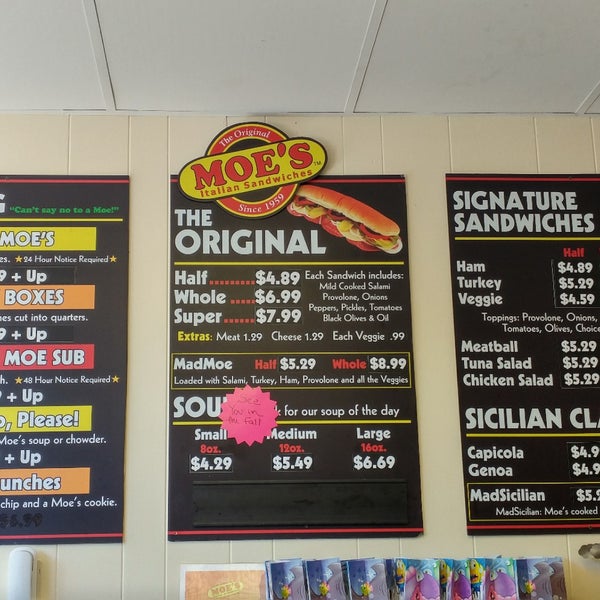 "Can't say no to a Moe!"
MOE'S
24 Hour Notice Required
+ Up
BOXES
cut into quarters.
+ Up
MOE SUB
48 Hour Notice Required
+ Up
Please!
Moe's soup or chowder.
+ Up
chip and a Moe's cookie.
The Original
MOE'S TM
Italian Sandwiches
Since 1959
THE
ORIGINAL
Half ......... $4.89
Whole ...... $6.99
Super ...... $7.99
Each Sandwich includes:
Mild Cooked Salami
Provolone, Onions
Peppers, Pickles, Tomatoes
Black Olives & Oil
Extras: Meat 1.29 Cheese 1.29 Each Veggie .99
MadMoe Half $5.29 Whole $8.99
Loaded with Salami, Turkey, Ham, Provolone and all the Veggies
for our soup of the day
See
You in
the Fall
Small Medium Large
8oz. 12oz. 16oz.
$4.29 $5.49 $6.69
MOE'S
SIGNATURE
SANDWICHES
Half
Ham $4.89
Turkey $5.29
Veggie $4.59
Toppings: Provolone, Onions,
Tomatoes, Olives,
Meatball $5.29
Tuna Salad $5.29
Chicken Salad $5.29
SICILIAN
Capicola
Genoa
MadSicilian
MadSicilian: Moe's cooked